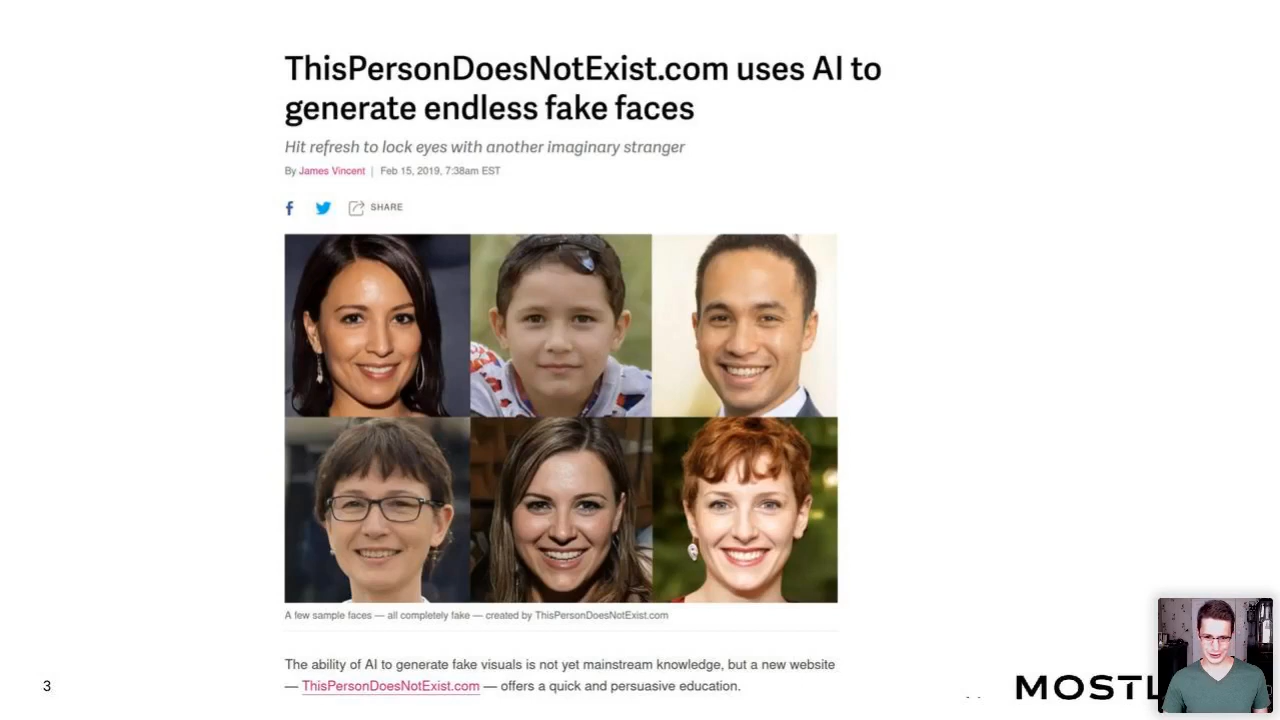 ThisPersonDoesNotExist.com uses AI to
generate endless fake faces
Hit refresh to lock eyes with another imaginary stranger
By James Vincent | Feb 15, 2019, 7:38am EST
SHARE
A few sample faces — all completely fake — created by ThisPersonDoesNotExist.com
The ability of AI to generate fake visuals is not yet mainstream knowledge, but a new website
— ThisPersonDoesNotExist.com — offers a quick and persuasive education.
3
MOSTL